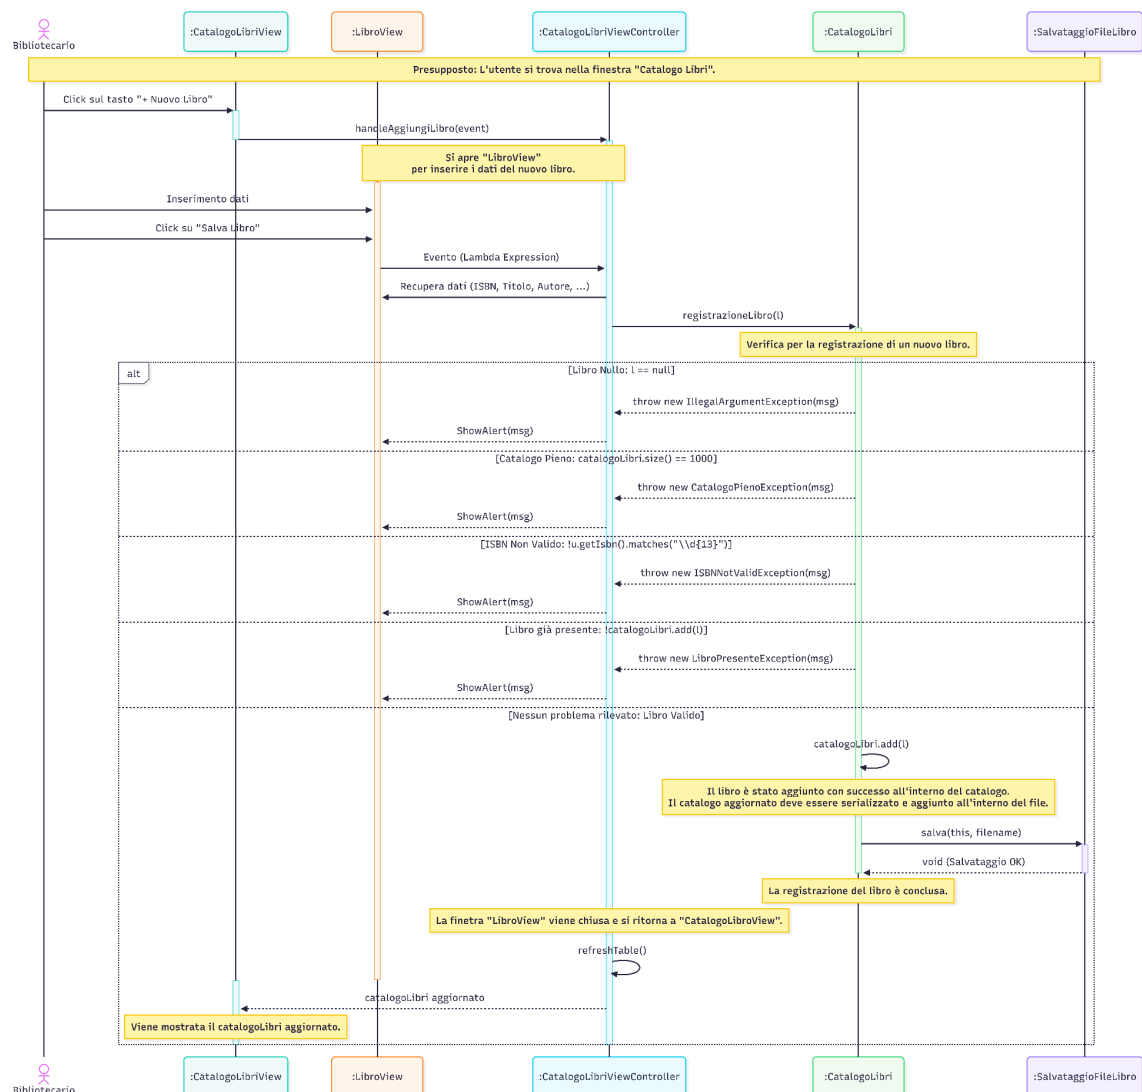 Bibliotecario
:CatalogoLibriView
:LibroView
:CatalogoLibriViewController
:CatalogoLibri
:SalvataggioFileLibro
Presupposto: L'utente si trova nella finestra "Catalogo Libri".
Click sul tasto "+ Nuovo Libro"
handleAggiungiLibro(event)
Si apre "LibroView"
per inserire i dati del nuovo libro.
Inserimento dati
Click su "Salva Libro"
Evento (Lambda Expression)
Recupera dati (ISBN, Titolo, Autore, ...)
registrazioneLibro(l)
Verifica per la registrazione di un nuovo libro.
alt
[Libro Nullo: l == null]
throw new IllegalArgumentException(msg)
ShowAlert(msg)
[Catalogo Pieno: catalogoLibri.size() == 1000]
throw new CatalogoPienoException(msg)
ShowAlert(msg)
[ISBN Non Valido: !u.getIsbn().matches("\\d{13}")]
throw new ISBNNotValidException(msg)
ShowAlert(msg)
[Libro già presente: !catalogoLibri.add(l)]
throw new LibroPresenteException(msg)
ShowAlert(msg)
[Nessun problema rilevato: Libro Valido]
catalogoLibri.add(l)
Il libro è stato aggiunto con successo all'interno del catalogo.
Il catalogo aggiornato deve essere serializzato e aggiunto all'interno del file.
salva(this, filename)
void (Salvataggio OK)
La registrazione del libro è conclusa.
La finetra "LibroView" viene chiusa e si ritorna a "CatalogoLibroView".
refreshTable()
catalogoLibri aggiornato
Viene mostrata il catalogoLibri aggiornato.
Bibliotecario
:CatalogoLibriView
:LibroView
:CatalogoLibriViewController
:CatalogoLibri
:SalvataggioFileLibro